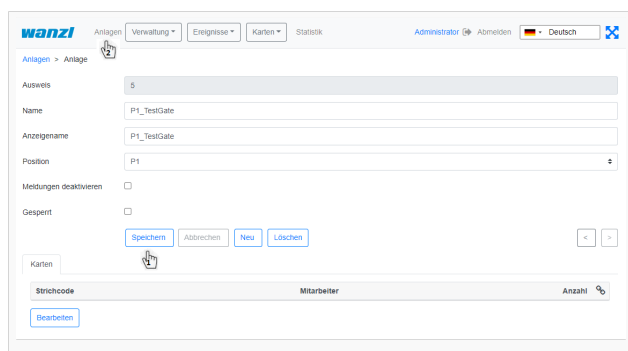 wanzl Anlagen Verwaltung Ereignisse Karten Statistik Administrator Abmelden Deutsch
2
Anlagen > Anlage
Ausweis 5
Name P1_TestGate
Anzeigename P1_TestGate
Position P1
Meldungen deaktivieren
Gesperrt
Speichern Abbrechen Neu Löschen < >
1
Karten
Strichcode Mitarbeiter Anzahl
Bearbeiten